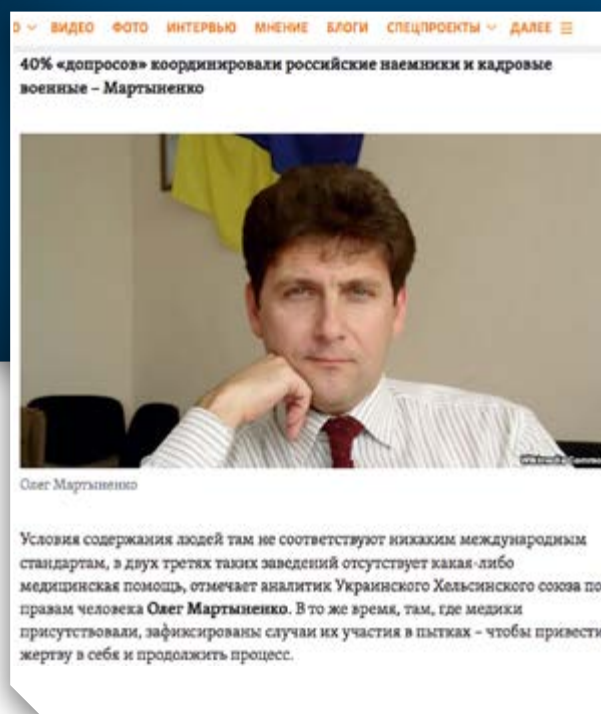 О ВИДЕО ФОТО ИНТЕРВЬЮ МНЕНИЕ БЛОГИ СПЕЦПРОЕКТЫ ДАЛЕЕ
40% «допросов» координировали российские наемники и кадровые
военные – Мартыненко
Wikimedia Commons
Олег Мартыненко
Условия содержания людей там не соответствуют никаким международным
стандартам, в двух третях таких заведений отсутствует какая-либо
медицинская помощь, отмечает аналитик Украинского Хельсинского союза по
правам человека Олег Мартыненко. В то же время, там, где медики
присутствовали, зафиксированы случаи их участия в пытках – чтобы привести
жертву в себя и продолжить процесс.